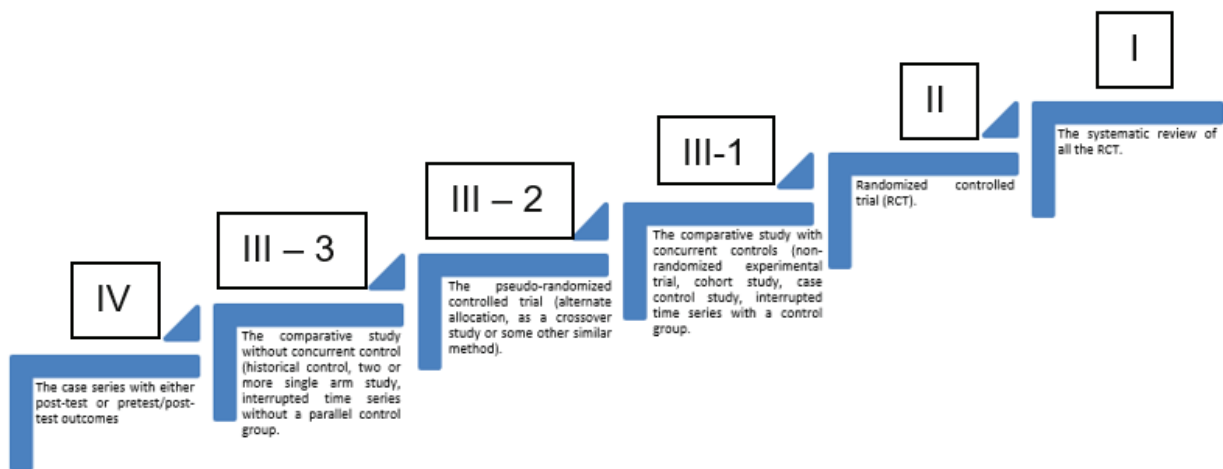 I
The systematic review of
all the RCT.
II
Randomized controlled
trial (RCT).
III-1
The comparative study with
concurrent controls (non-
randomized experimental
trial, cohort study, case
control study, interrupted
time series with a control
group.
III – 2
The pseudo-randomized
controlled trial (alternate
allocation, as a crossover
study or some other similar
method).
III – 3
The comparative study
without concurrent control
(historical control, two or
more single arm study,
interrupted time series
without a parallel control
group.
IV
The case series with either
post-test or pretest/post-
test outcomes